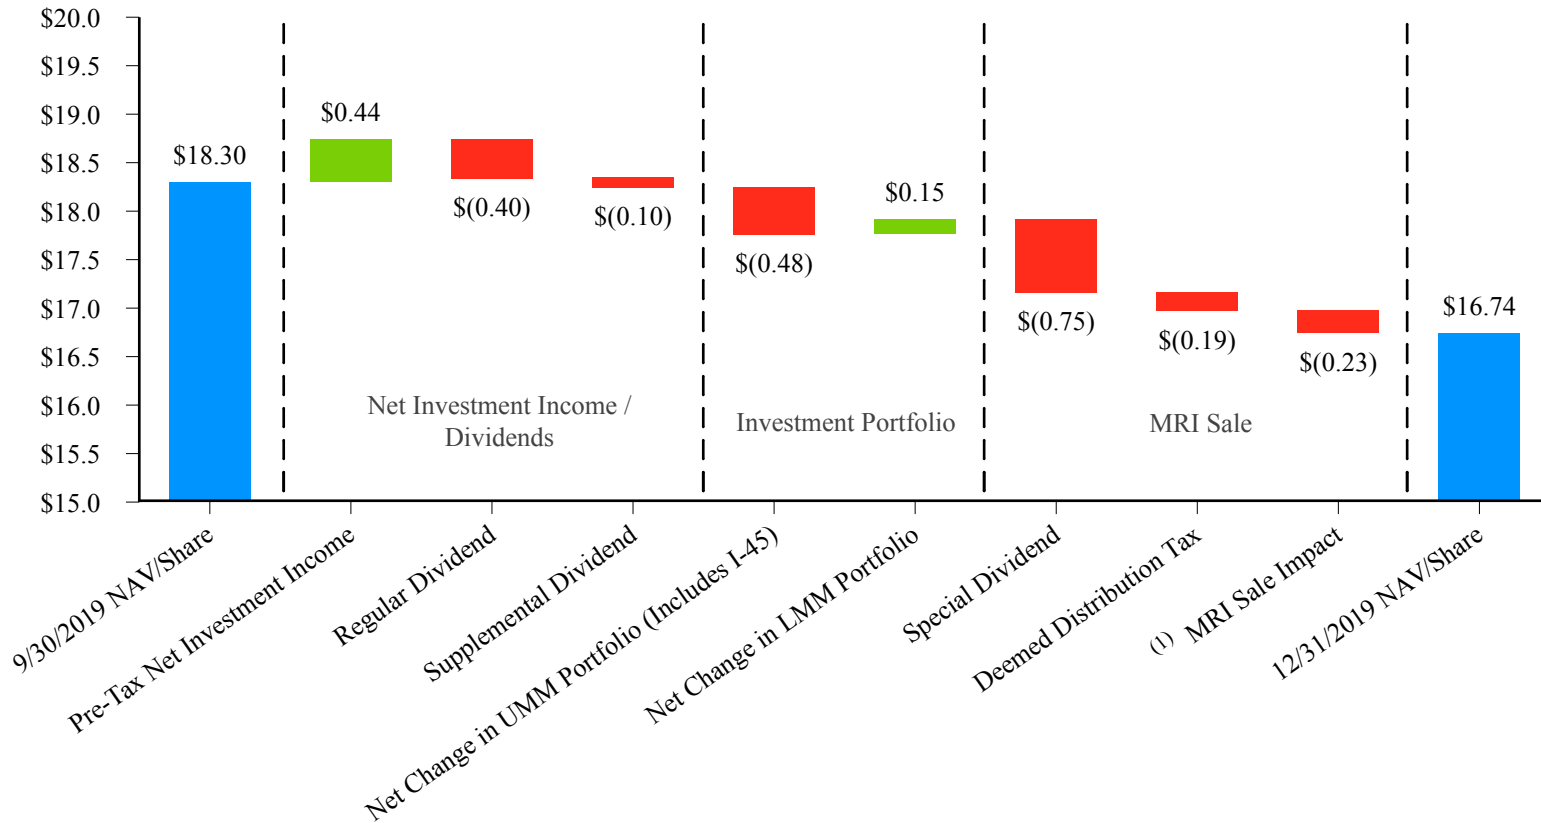 $20.0
$19.5
$19.0
$18.5
$18.0
$17.5
$17.0
$16.5
$16.0
$15.5
$15.0
$18.30
$0.44
$(0.40)
$(0.10)
$(0.48)
$0.15
$(0.75)
$(0.19)
$(0.23)
$16.74
Net Investment Income /
Dividends
Investment Portfolio
MRI Sale
9/30/2019 NAV/Share
Pre-Tax Net Investment Income
Regular Dividend
Supplemental Dividend
Net Change in UMM Portfolio (Includes I-45)
Net Change in LMM Portfolio
Special Dividend
Deemed Distribution Tax
(1) MRI Sale Impact
12/31/2019 NAV/Share